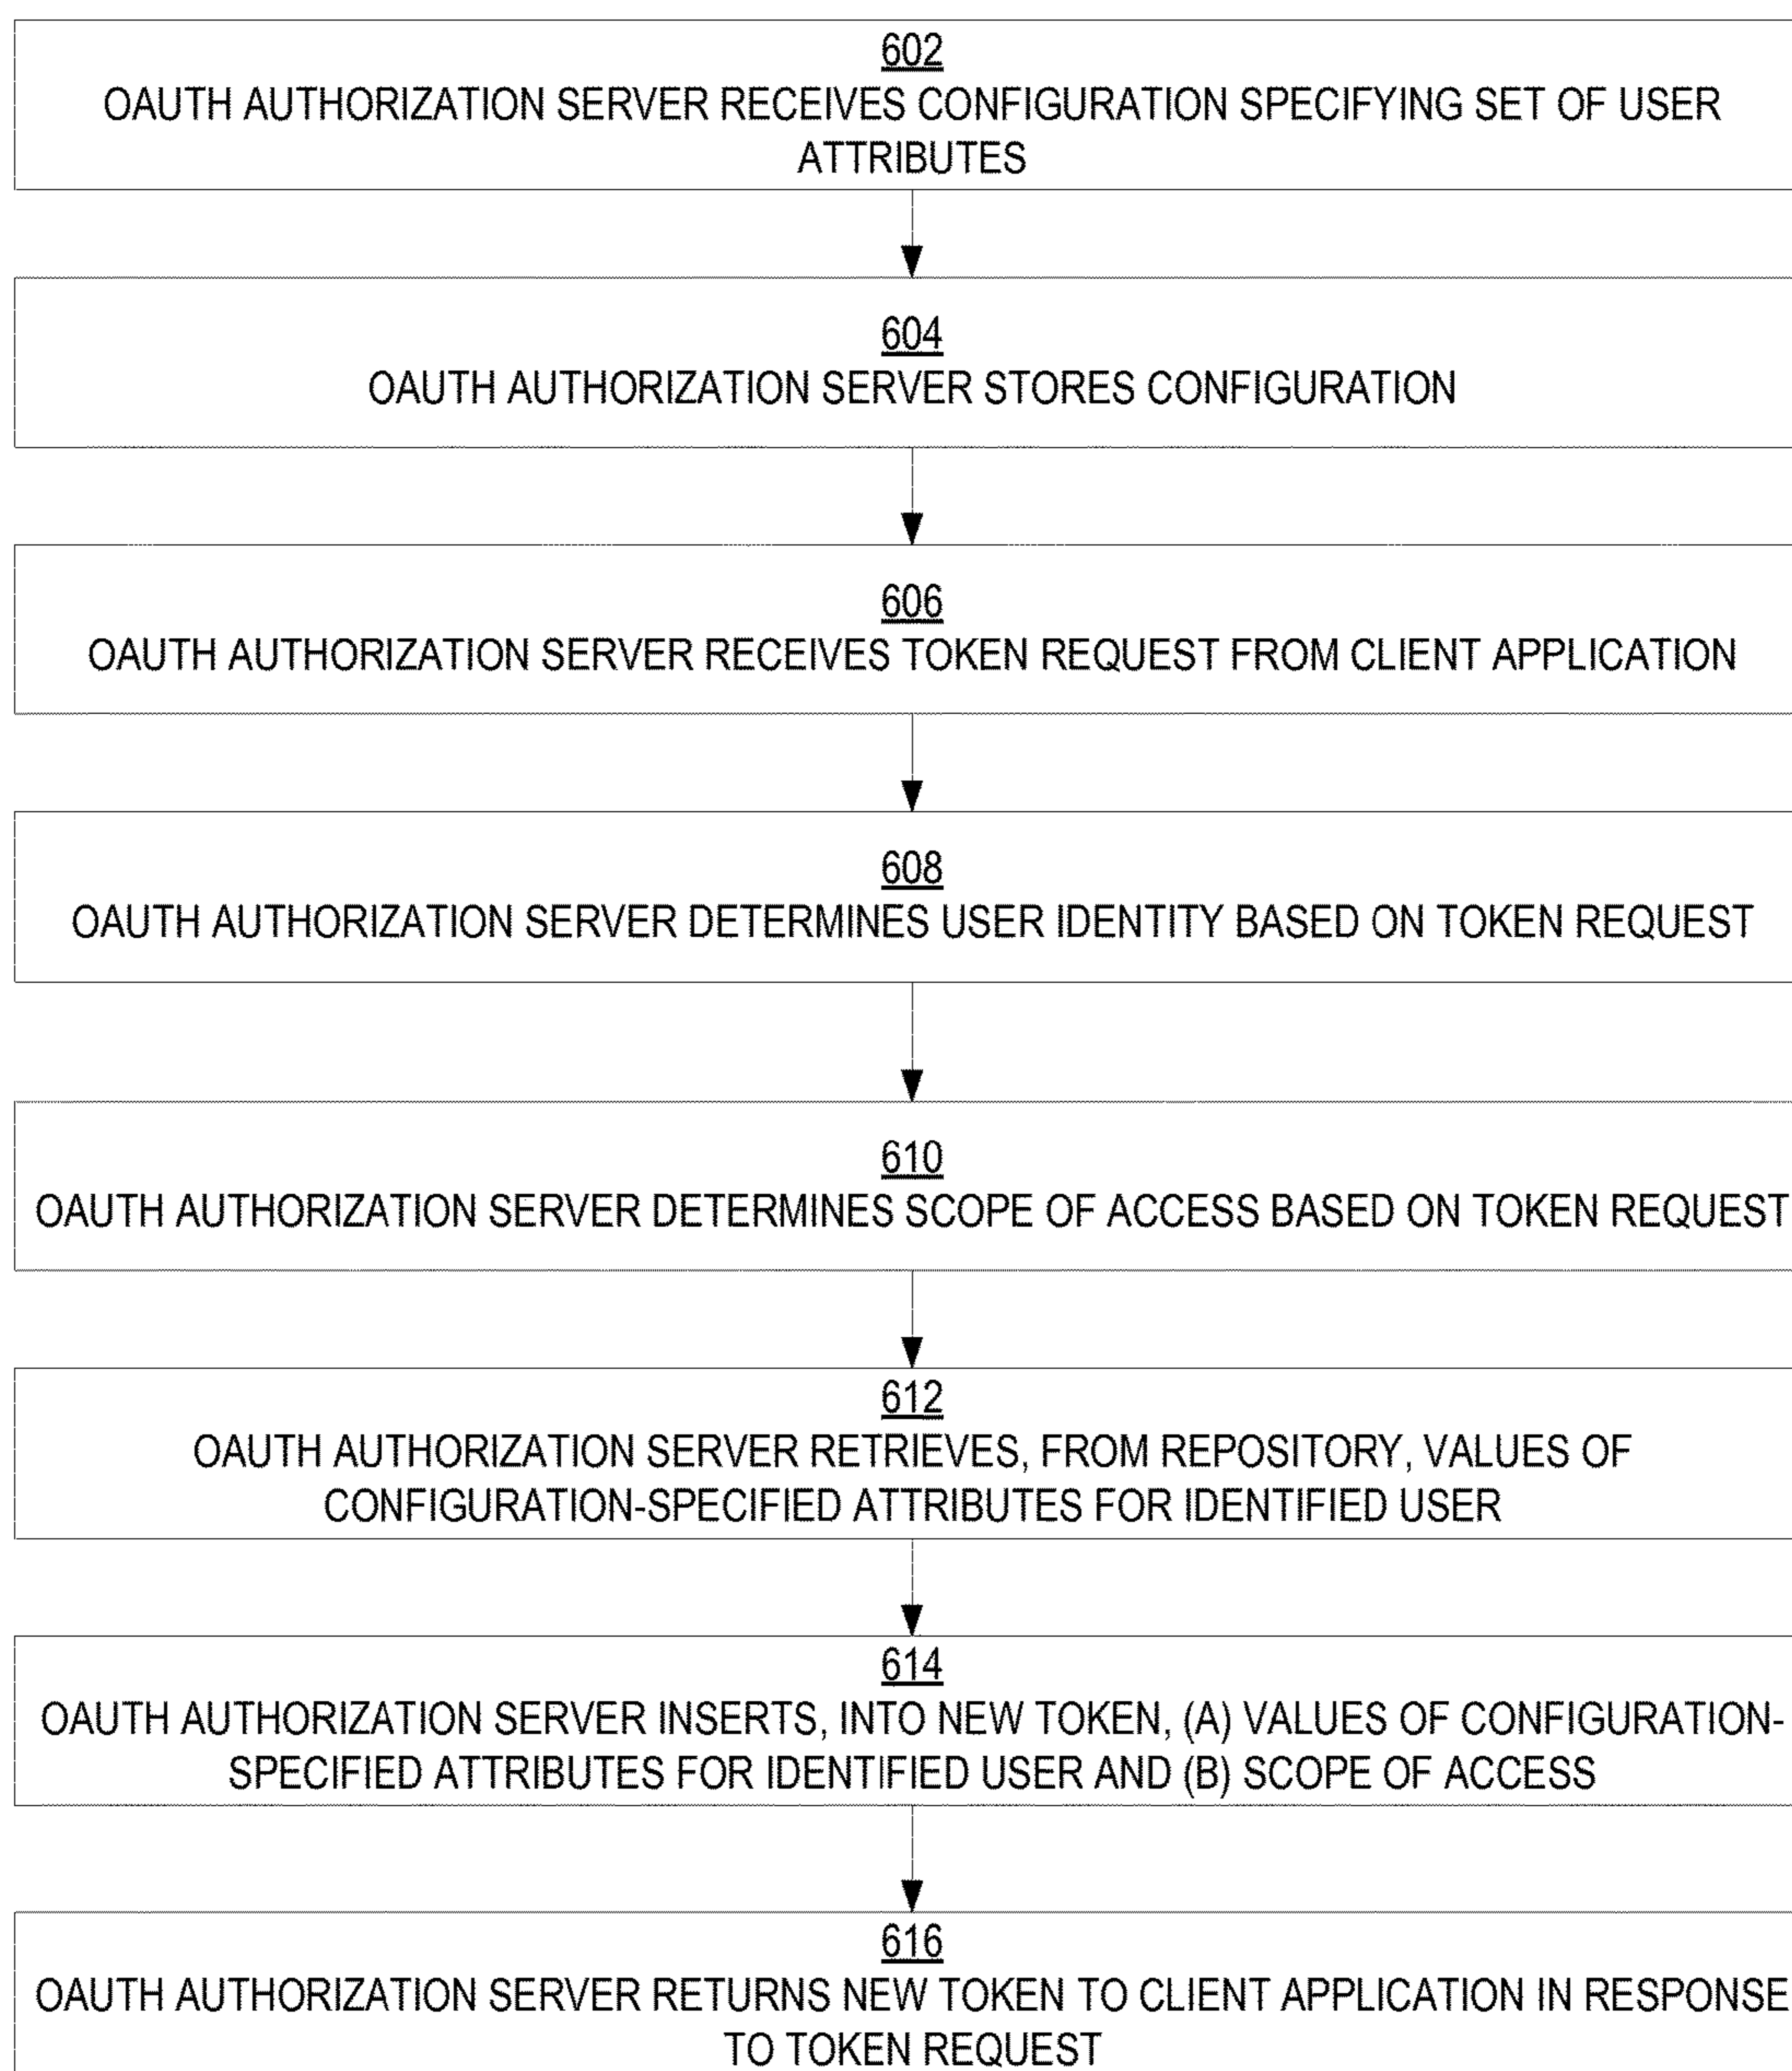 602
OAUTH AUTHORIZATION SERVER RECEIVES CONFIGURATION SPECIFYING SET OF USER
ATTRIBUTES
604
OAUTH AUTHORIZATION SERVER STORES CONFIGURATION
606
OAUTH AUTHORIZATION SERVER RECEIVES TOKEN REQUEST FROM CLIENT APPLICATION
608
OAUTH AUTHORIZATION SERVER DETERMINES USER IDENTITY BASED ON TOKEN REQUEST
610
OAUTH AUTHORIZATION SERVER DETERMINES SCOPE OF ACCESS BASED ON TOKEN REQUEST
612
OAUTH AUTHORIZATION SERVER RETRIEVES, FROM REPOSITORY, VALUES OF
CONFIGURATION-SPECIFIED ATTRIBUTES FOR IDENTIFIED USER
614
OAUTH AUTHORIZATION SERVER INSERTS, INTO NEW TOKEN, (A) VALUES OF CONFIGURATION-
SPECIFIED ATTRIBUTES FOR IDENTIFIED USER AND (B) SCOPE OF ACCESS
616
OAUTH AUTHORIZATION SERVER RETURNS NEW TOKEN TO CLIENT APPLICATION IN RESPONSE
TO TOKEN REQUEST